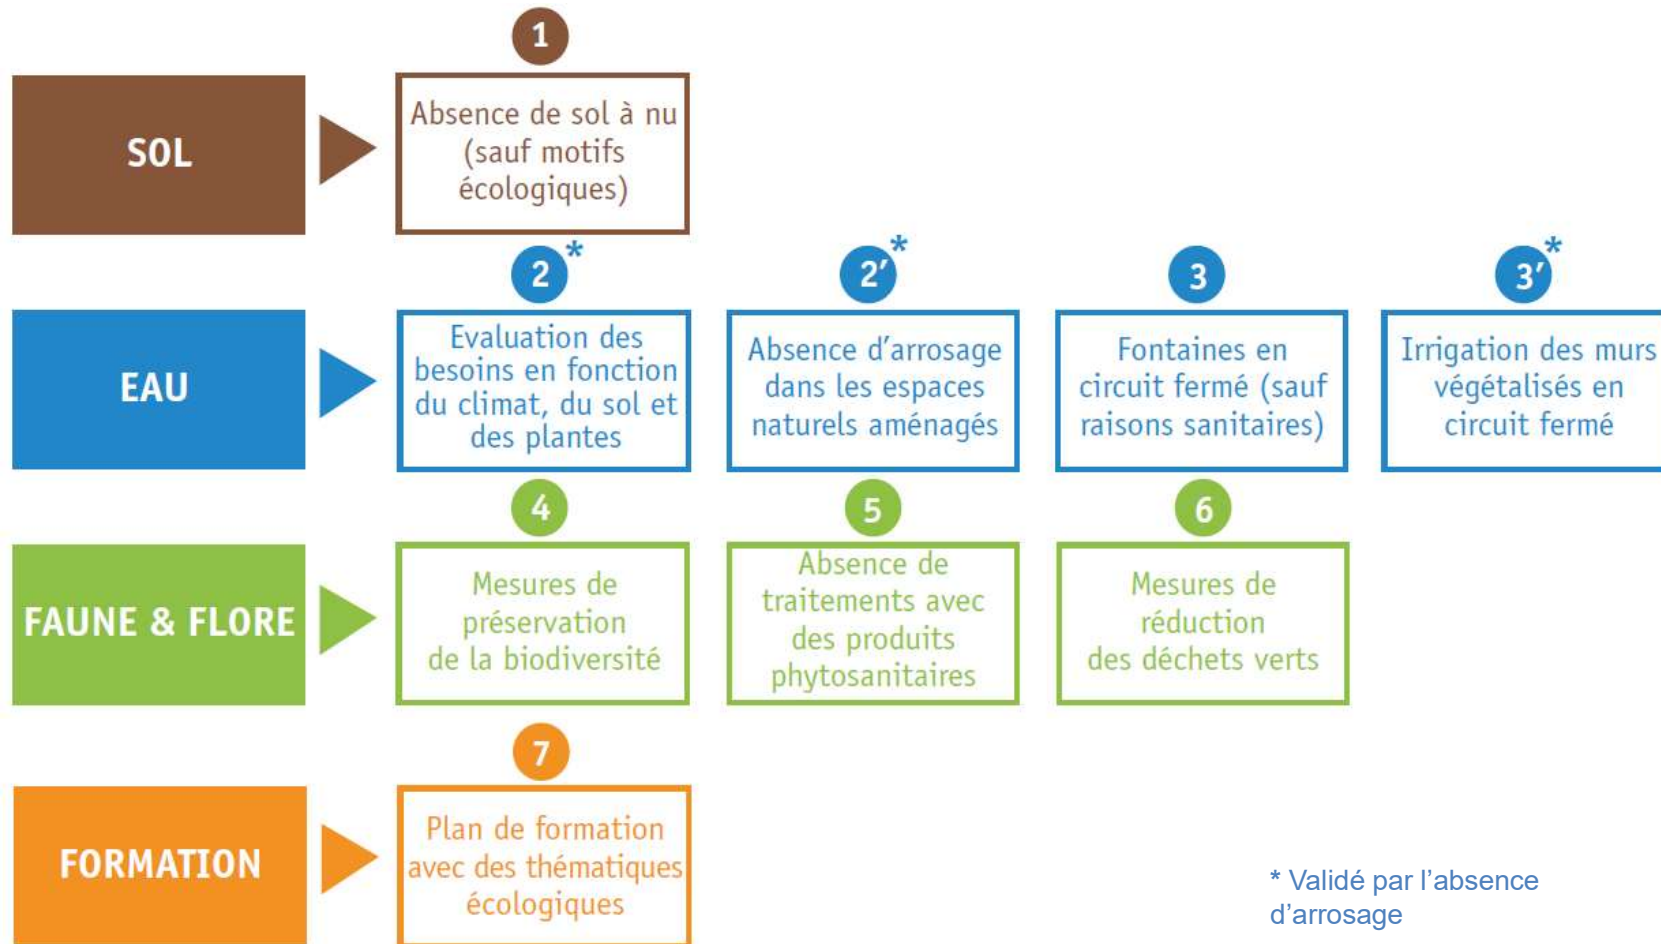 1
SOL
Absence de sol à nu
(sauf motifs
écologiques)
2*
2’*
3
3’*
EAU
Evaluation des
besoins en fonction
du climat, du sol et
des plantes
Absence d’arrosage
dans les espaces
naturels aménagés
Fontaines en
circuit fermé (sauf
raisons sanitaires)
Irrigation des murs
végétalisés en
circuit fermé
4
5
6
FAUNE & FLORE
Mesures de
préservation
de la biodiversité
Absence de
traitements avec
des produits
phytosanitaires
Mesures de
réduction
des déchets verts
7
FORMATION
Plan de formation
avec des thématiques
écologiques
* Validé par l’absence
d’arrosage